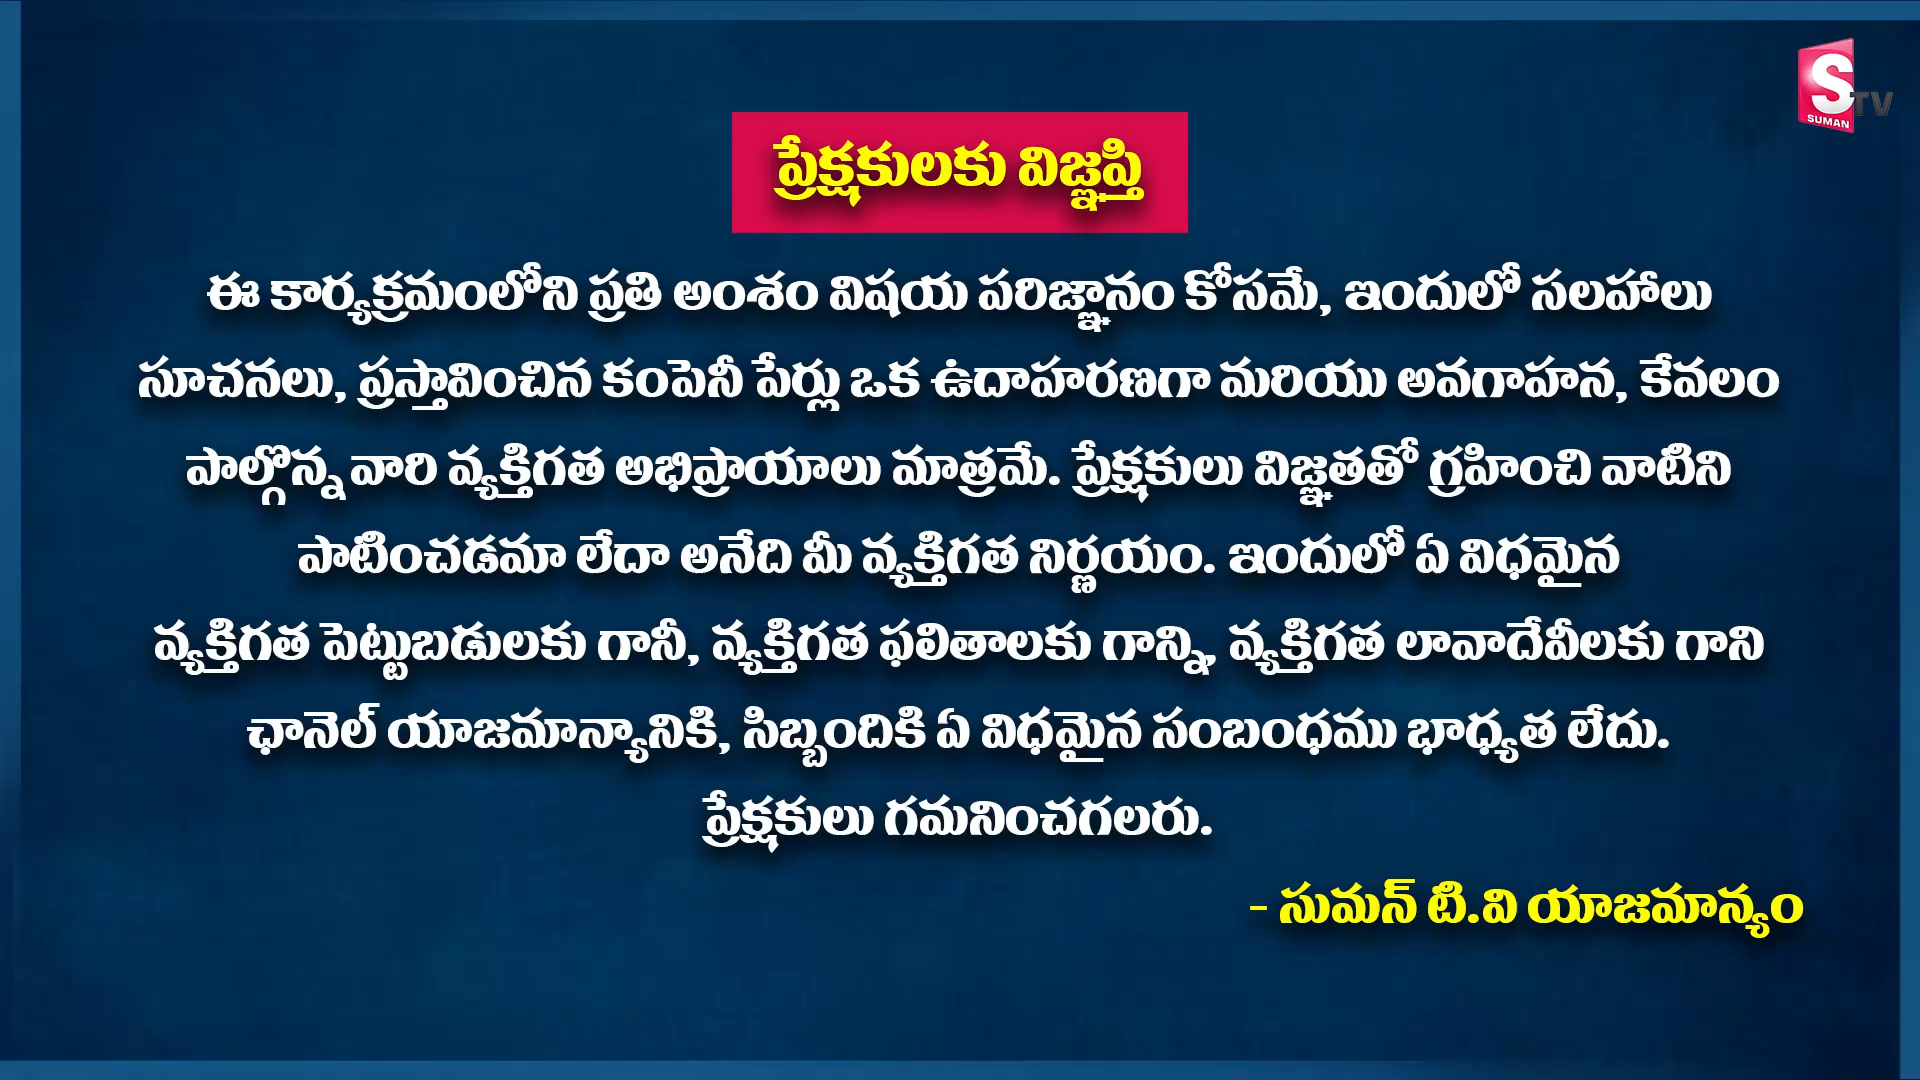 S
TV
SUMAN
ప్రేక్షకులకు విజ్ఞప్తి
ఈ కార్యక్రమంలోని ప్రతి అంశం విషయ పరిజ్ఞానం కోసమే, ఇందులో సలహాలు
సూచనలు, ప్రస్తావించిన కంపెనీ పేర్లు ఒక ఉదాహరణగా మరియు అవగాహన, కేవలం
పాల్గొన్న వారి వ్యక్తిగత అభిప్రాయాలు మాత్రమే. ప్రేక్షకులు విజ్ఞతతో గ్రహించి వాటిని
పాటించడమా లేదా అనేది మీ వ్యక్తిగత నిర్ణయం. ఇందులో ఏ విధమైన
వ్యక్తిగత పెట్టుబడులకు గానీ, వ్యక్తిగత ఫలితాలకు గాన్ని, వ్యక్తిగత లావాదేవీలకు గాని
ఛానెల్ యాజమాన్యానికి, సిబ్బందికి ఏ విధమైన సంబంధము భాధ్యత లేదు.
ప్రేక్షకులు గమనించగలరు.
- సుమన్ టి.వి యాజమాన్యం